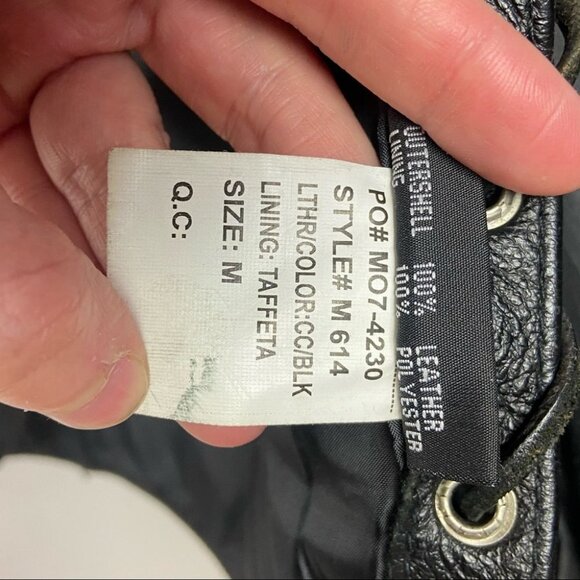 PO# MO7-4230
STYLE# M 614
LTHR/COLOR:CC/BLK
LINING: TAFFETA
SIZE: M
Q.C:
OUTERSHELL 100% LEATHER
LINING 100% POLYESTER